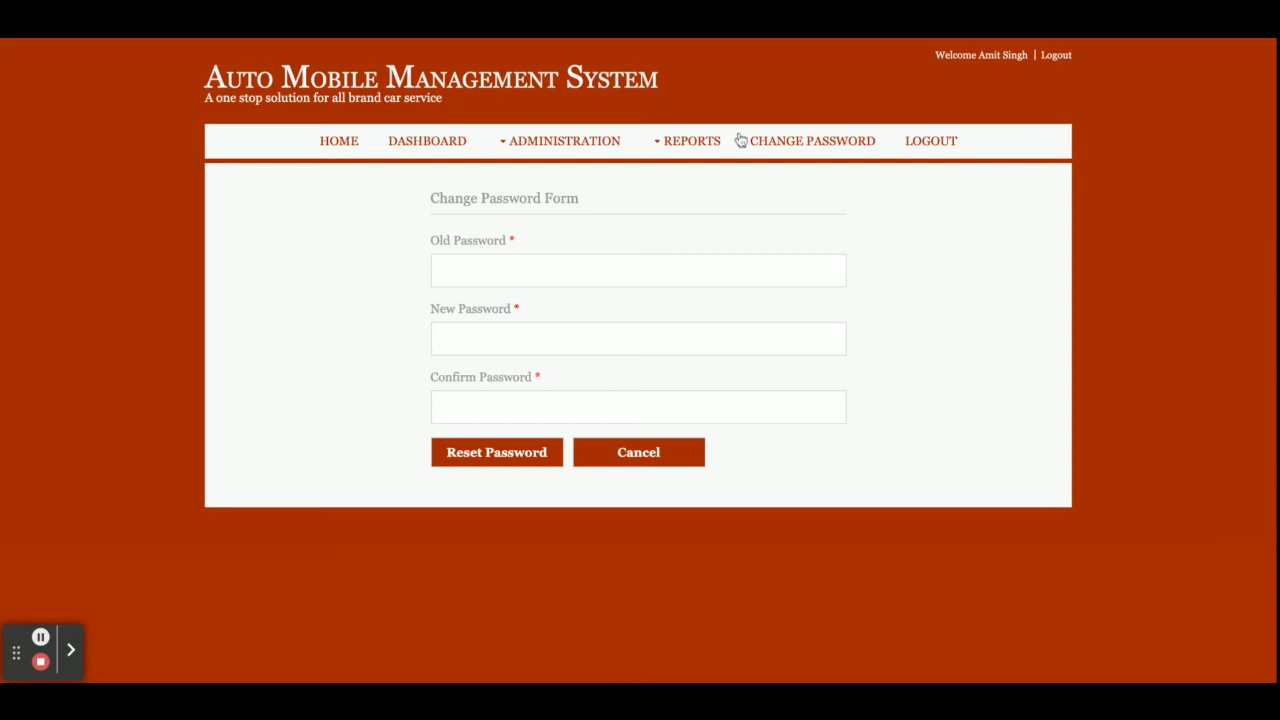 Welcome Amit Singh | Logout
AUTO MOBILE MANAGEMENT SYSTEM
A one stop solution for all brand car service
HOME DASHBOARD ADMINISTRATION REPORTS CHANGE PASSWORD LOGOUT
Change Password Form
Old Password *
New Password *
Confirm Password *
Reset Password Cancel